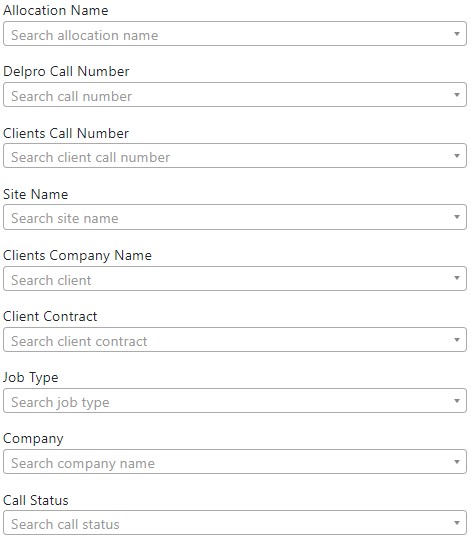 Allocation Name
Search allocation name
Delpro Call Number
Search call number
Clients Call Number
Search client call number
Site Name
Search site name
Clients Company Name
Search client
Client Contract
Search client contract
Job Type
Search job type
Company
Search company name
Call Status
Search call status